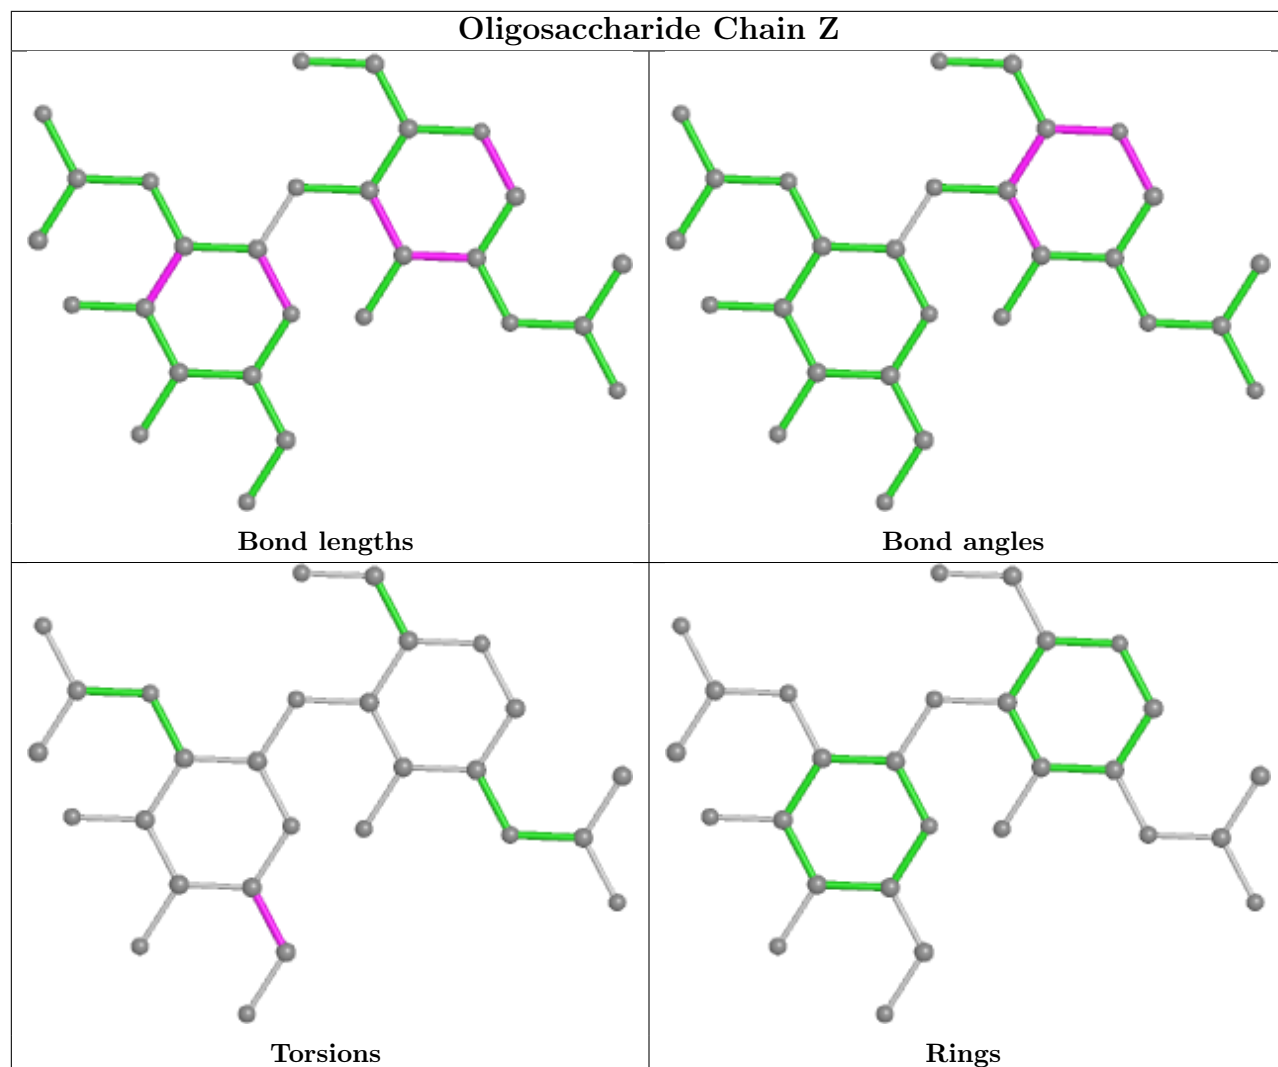 Oligosaccharide Chain Z
Bond lengths
Bond angles
Torsions
Rings